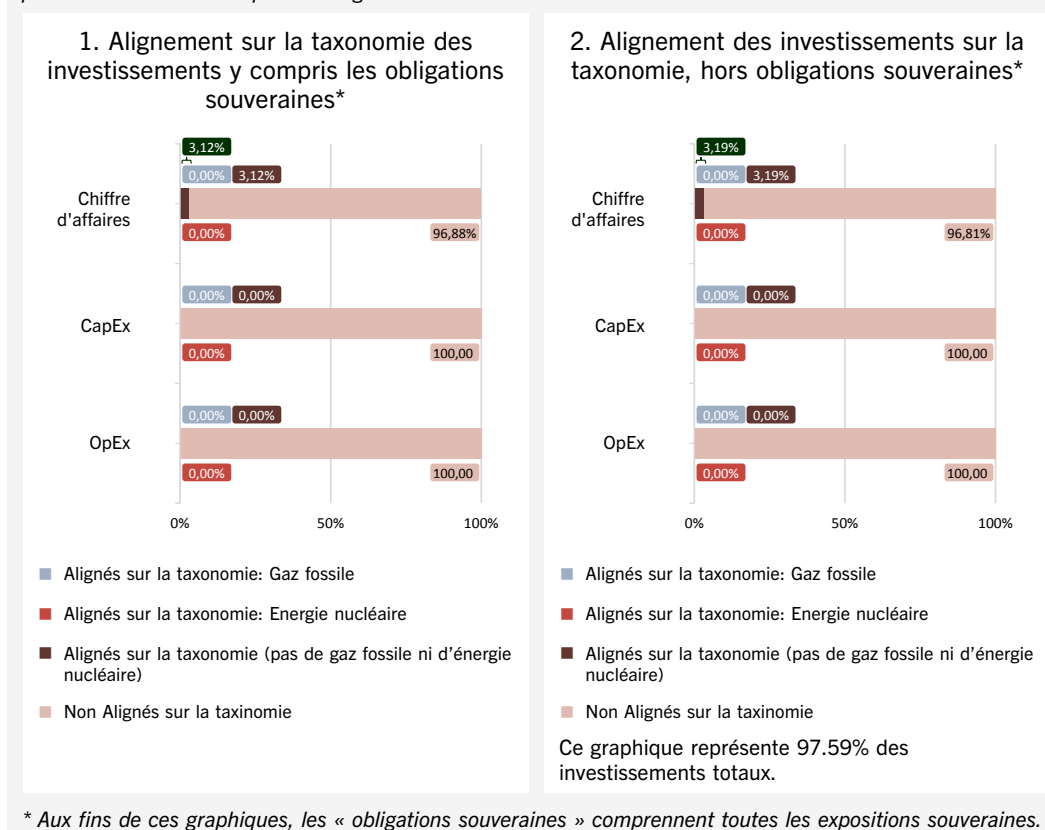 1. Alignement sur la taxonomie des
investissements y compris les obligations
souveraines*
3,12%
0,00% 3,12%
Chiffre
d'affaires
0,00% 96,88%
0,00% 0,00%
CapEx
0,00% 100,00
0,00% 0,00%
OpEx
0,00% 100,00
0% 50% 100%
Alignés sur la taxonomie: Gaz fossile
Alignés sur la taxonomie: Energie nucléaire
Alignés sur la taxonomie (pas de gaz fossile ni d'énergie
nucléaire)
Non Alignés sur la taxinomie
2. Alignement des investissements sur la
taxonomie, hors obligations souveraines*
3,19%
0,00% 3,19%
Chiffre
d'affaires
0,00% 96,81%
0,00% 0,00%
CapEx
0,00% 100,00
0,00% 0,00%
OpEx
0,00% 100,00
0% 50% 100%
Alignés sur la taxonomie: Gaz fossile
Alignés sur la taxonomie: Energie nucléaire
Alignés sur la taxonomie (pas de gaz fossile ni d'énergie
nucléaire)
Non Alignés sur la taxinomie
Ce graphique représente 97.59% des
investissements totaux.
* Aux fins de ces graphiques, les « obligations souveraines » comprennent toutes les expositions souveraines.